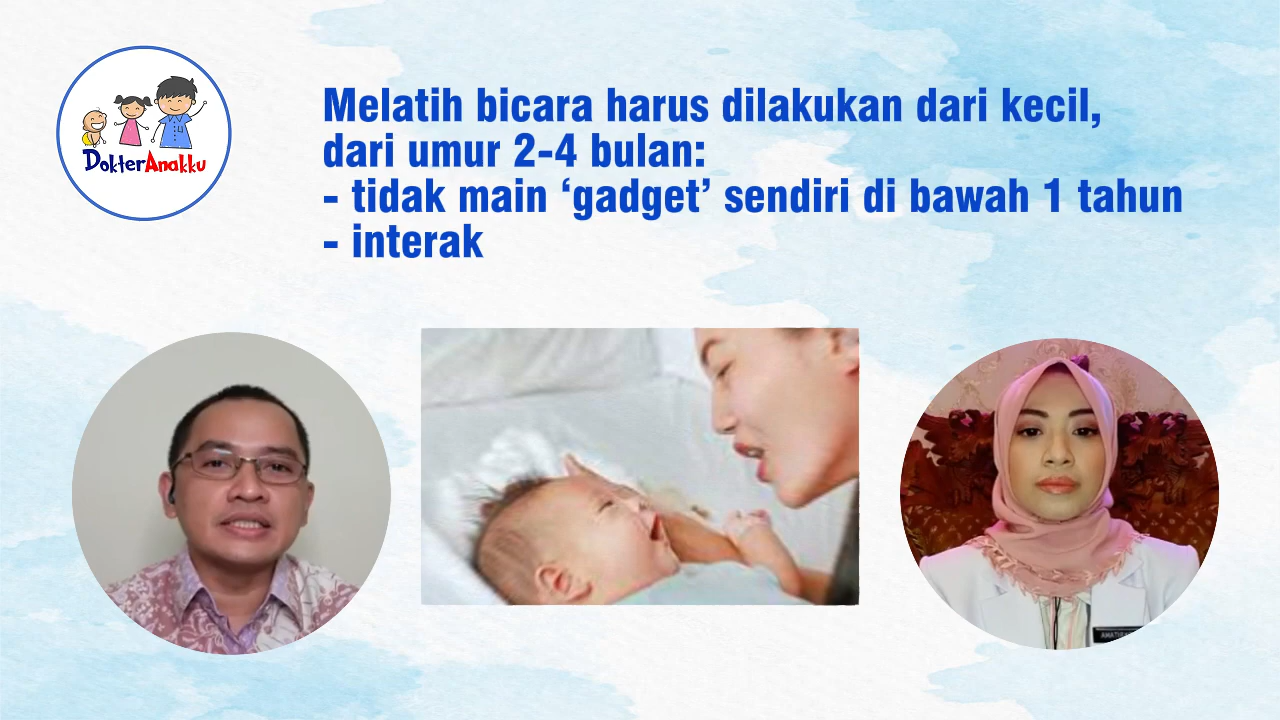 DokterAnakku
Melatih bicara harus dilakukan dari kecil,
dari umur 2-4 bulan:
- tidak main ‘gadget’ sendiri di bawah 1 tahun
- interak